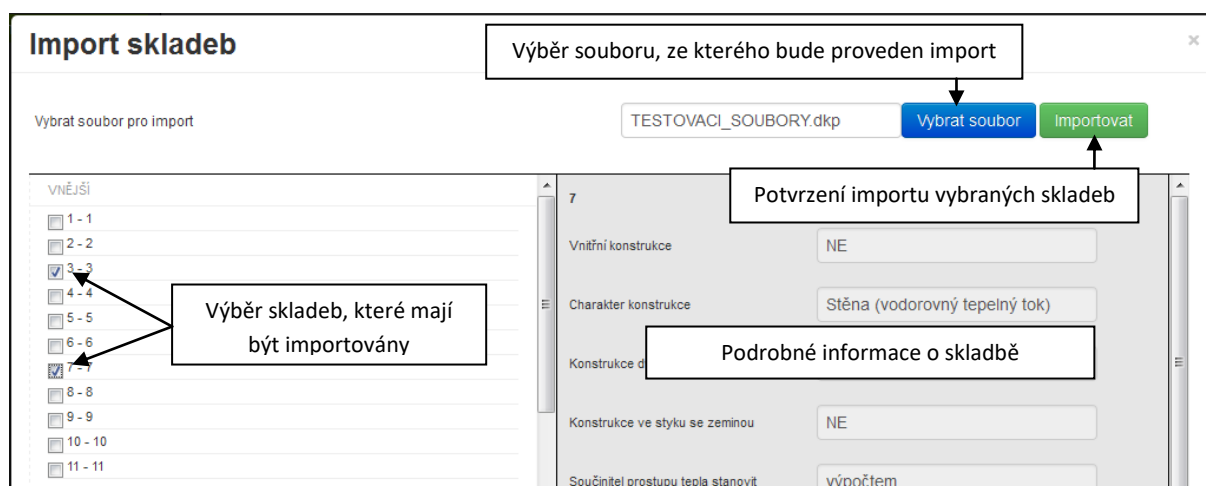 Import skladeb
Výběr souboru, ze kterého bude proveden import
×
Vybrat soubor pro import
TESTOVACI_SOUBORY.dkp
Vybrat soubor
Importovat
Potvrzení importu vybraných skladeb
VNĚJŠÍ
1 - 1
2 - 2
3 - 3
4 - 4
5 - 5
6 - 6
7 - 7
8 - 8
9 - 9
10 - 10
11 - 11
Výběr skladeb, které mají
být importovány
7
Vnitřní konstrukce
NE
Charakter konstrukce
Stěna (vodorovný tepelný tok)
Podrobné informace o skladbě
Konstrukce
Konstrukce ve styku se zeminou
NE
Součinitel prostupu tepla stanovit
výpočtem